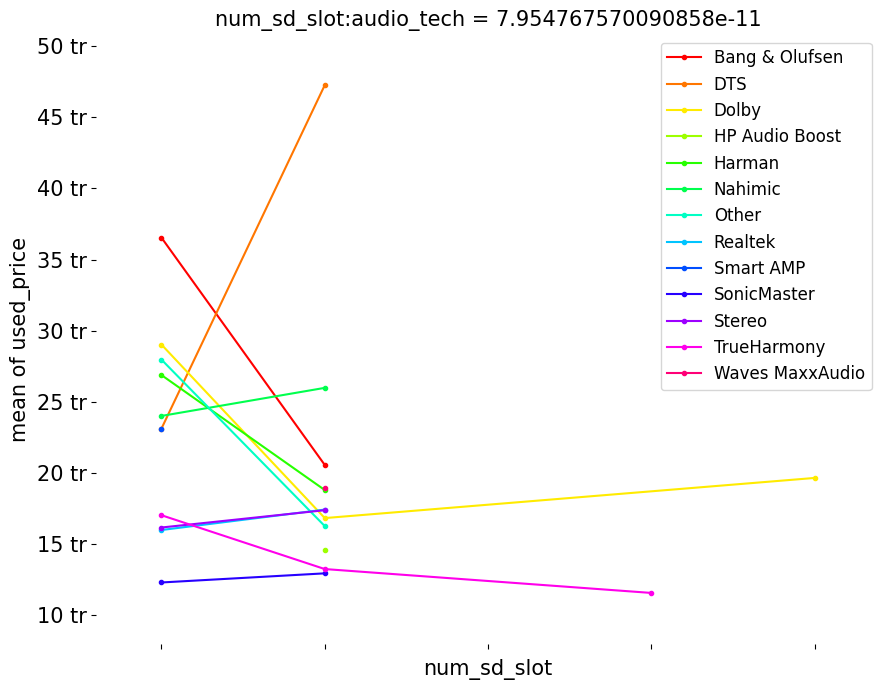 num_sd_slot:audio_tech = 7.954767570090858e-11
50 tr
45 tr
40 tr
35 tr
30 tr
25 tr
20 tr
15 tr
10 tr
mean of used_price
num_sd_slot
Bang & Olufsen
DTS
Dolby
HP Audio Boost
Harman
Nahimic
Other
Realtek
Smart AMP
SonicMaster
Stereo
TrueHarmony
Waves MaxxAudio